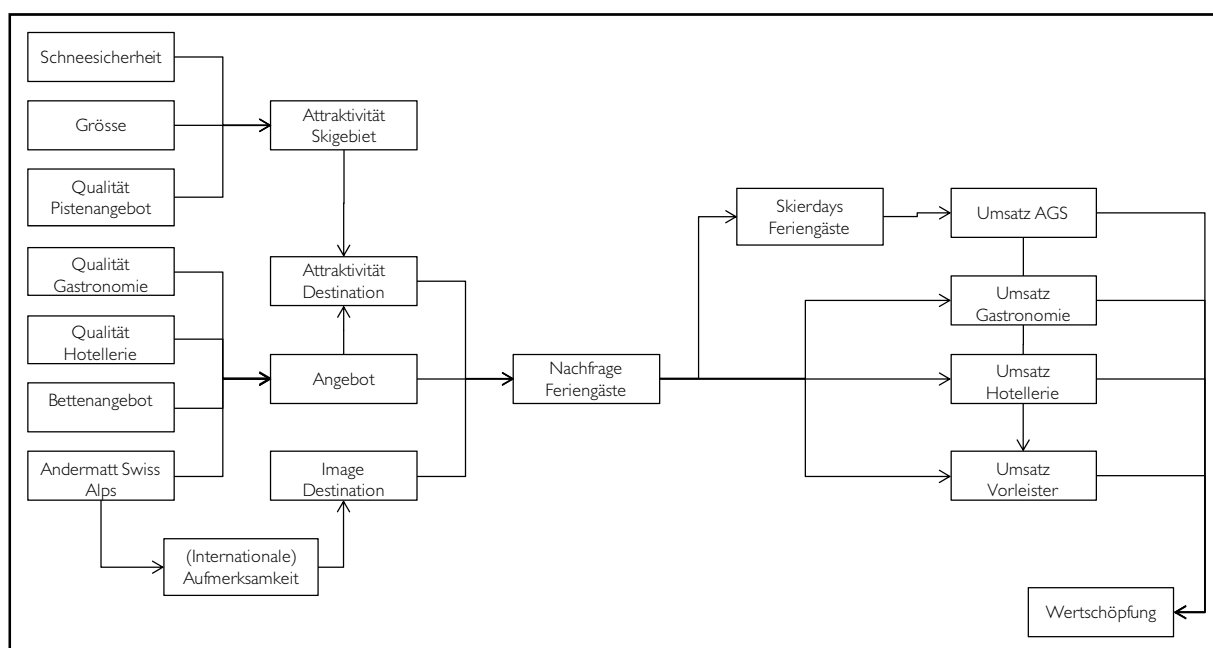 Schneesicherheit
Grösse
Qualität
Pistenangebot
Qualität
Gastronomie
Qualität
Hotellerie
Bettenangebot
Andermatt Swiss
Alps
(Internationale)
Aufmerksamkeit
Attraktivität
Skigebiet
Attraktivität
Destination
Angebot
Image
Destination
Nachfrage
Feriengäste
Skierdays
Feriengäste
Umsatz AGS
Umsatz
Gastronomie
Umsatz
Hotellerie
Umsatz
Vorleister
Wertschöpfung